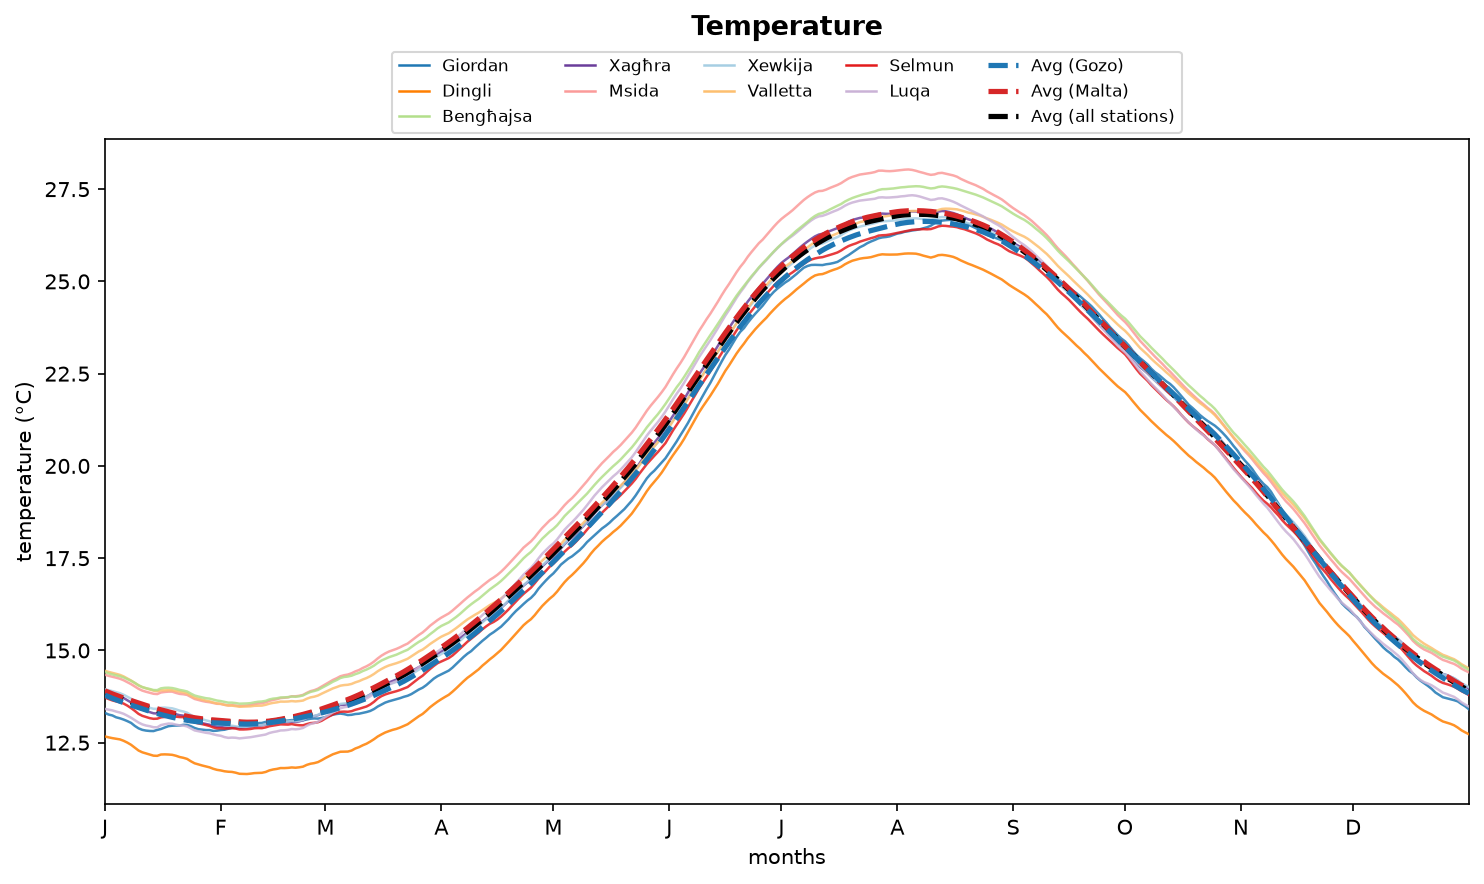 Temperature
Giordan Xagħra Xewkija Selmun Avg (Gozo)
Dingli Msida Valletta Luqa Avg (Malta)
Bengħajsa Avg (all stations)
27.5
25.0
22.5
20.0
17.5
15.0
12.5
temperature (°C)
J F M A M J J A S O N D
months